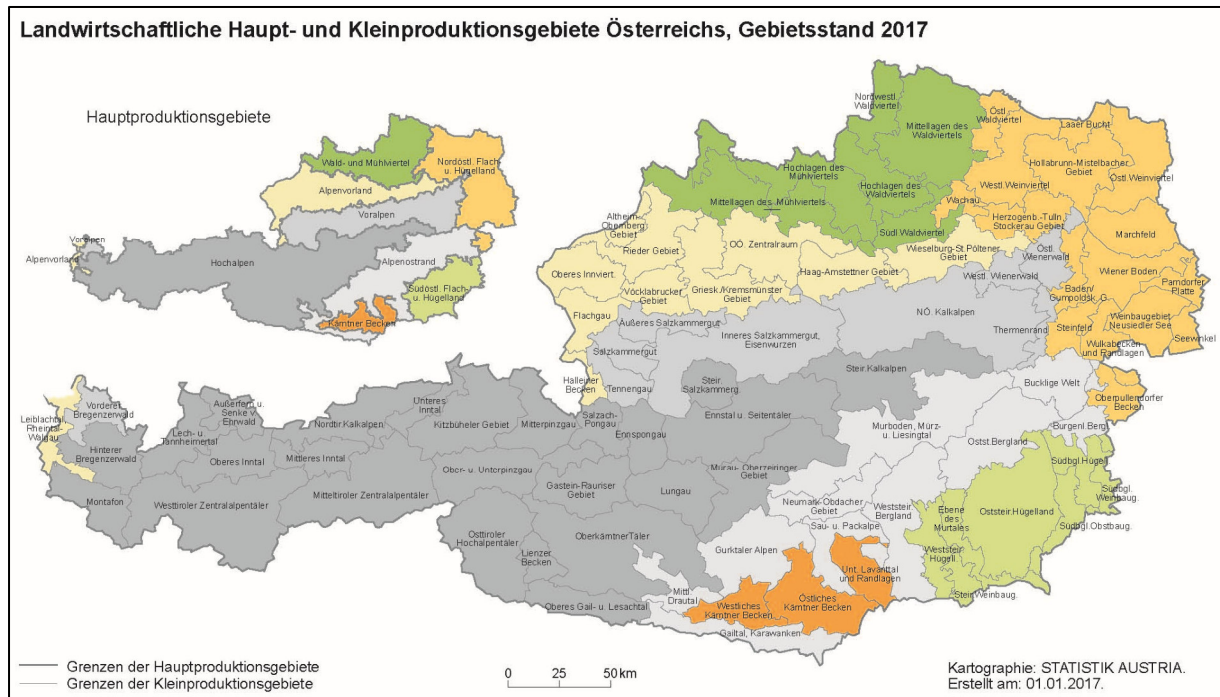 Landwirtschaftliche Haupt- und Kleinproduktionsgebiete Österreichs, Gebietsstand 2017
Hauptproduktionsgebiete
Wald- und Mühlviertel
Nordöstl. Flach-
u. Hügelland
Alpenvorland
Voralpen
Voralpen
Alpenvorland
Hochalpen
Alpenostrand
Südöstl. Flach-
u. Hügelland
Kärntner Becken
Nordwestl.
Waldviertel
Mittellagen des
Waldviertels
Östl.
Waldviertel
Laaer Bucht
Hollabrunn-Mistelbacher
Gebiet
Östl. Weinviertel
Westl. Weinviertel
Hochlagen des
Mühlviertels
Hochlagen des
Waldviertels
Mittellagen des Mühlviertels
Wachau
Herzogenb.-Tulln.
Stockerau Gebiet
Südl. Waldviertel
Marchfeld
Altheim-
Obernberg.
Gebiet
Rieder Gebiet
OÖ. Zentralraum
Wieselburg-St. Pöltener
Gebiet
Östl.
Wienerwald
Oberes Innviert.
Haag-Amstettner Gebiet
Westl. Wienerwald
Wiener Boden
Parndorfer
Platte
Vöcklabrucker
Gebiet
Griesk./Kremsmünster
Gebiet
Baden/
Gumpoldsk. G.
Flachgau
Äußeres Salzkammergut
NÖ. Kalkalpen
Weinbaugebiet
Neusiedler See
Inneres Salzkammergut,
Eisenwurzen
Thermenrand
Steinfeld
Seewinkel
Salzkammergut
Wulkabecken
und Randlagen
Halleiner
Becken
Tennengau
Steir.
Salzkammerg.
Steir. Kalkalpen
Bucklige Welt
Oberpullendorfer
Becken
Leiblachtal,
Rheintal-
Walgau
Vorderer
Bregenzerwald
Außerfern u.
Senke v.
Ehrwald
Unteres
Inntal
Salzach-
Pongau
Ennstal u. Seitentäler
Murboden, Mürz-
u. Liesingtal
Burgenl. Bergl.
Hinterer
Bregenzerwald
Lech- u.
Tannheimertal
Nordtir. Kalkalpen
Kitzbüheler Gebiet
Mitterpinzgau
Ennspongau
Ostst. Bergland
Südbgl. Hügell.
Oberes Inntal
Mittleres Inntal
Ober- u. Unterpinzgau
Murau- Oberzeiringer
Gebiet
Montafon
Westtiroler Zentralalpentäler
Mitteltiroler Zentralalpentäler
Gastein-Rauriser
Gebiet
Lungau
Neumark-Obdacher
Gebiet
Weststeir.
Bergland
Ebene
des
Murtales
Oststeir. Hügelland
Südbgl.
Weinbaug.
Südbgl. Obstbaug.
Osttiroler
Hochalpentäler
OberkärntnerTäler
Sau- u. Packalpe
Lienzer
Becken
Gurktaler Alpen
Weststeir.
Hügell.
Unt. Lavanttal
und Randlagen
Mittl.
Drautal
Steir. Weinbaug.
Oberes Gail- u. Lesachtal
Westliches
Kärntner Becken
Östliches
Kärntner Becken
Gailtal, Karawanken
Grenzen der Hauptproduktionsgebiete
Grenzen der Kleinproduktionsgebiete
0 25 50 km
Kartographie: STATISTIK AUSTRIA.
Erstellt am: 01.01.2017.